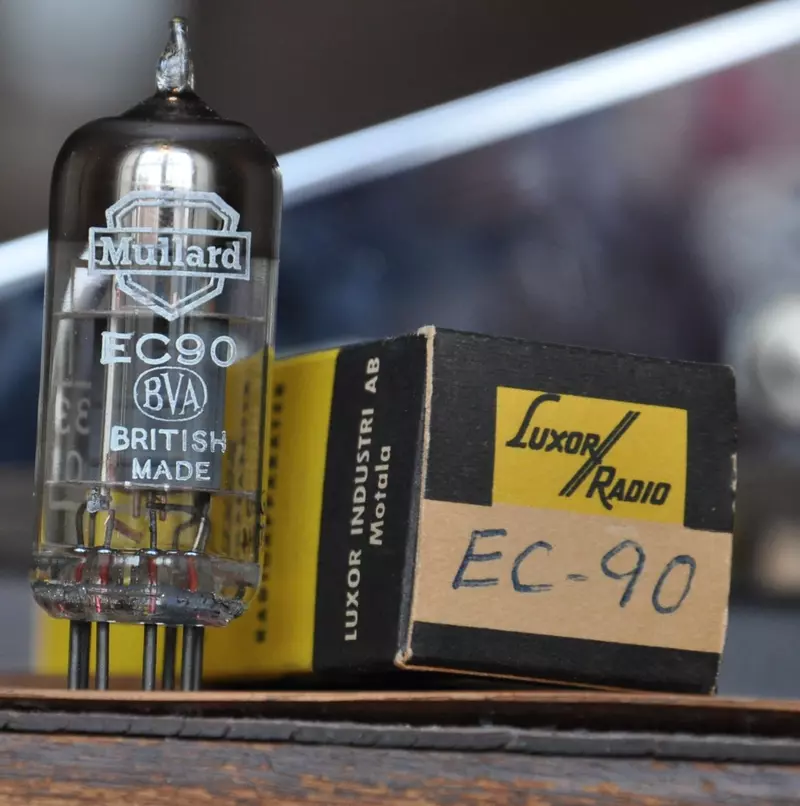 Mullard
EC90
BVA
BRITISH
MADE
LUXOR INDUSTRI AB
Motala
LUXOR
RADIO
EC-90